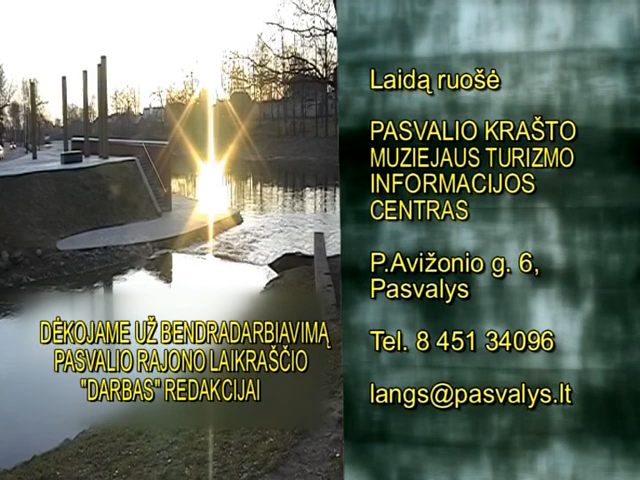 DĖKOJAME UŽ BENDRADARBIAVIMĄ
PASVALIO RAJONO LAIKRAŠČIO
"DARBAS" REDAKCIJAI
Laidą ruošė
PASVALIO KRAŠTO
MUZIEJAUS TURIZMO
INFORMACIJOS
CENTRAS
P.Avižonio g. 6,
Pasvalys
Tel. 8 451 34096
langs@pasvalys.lt